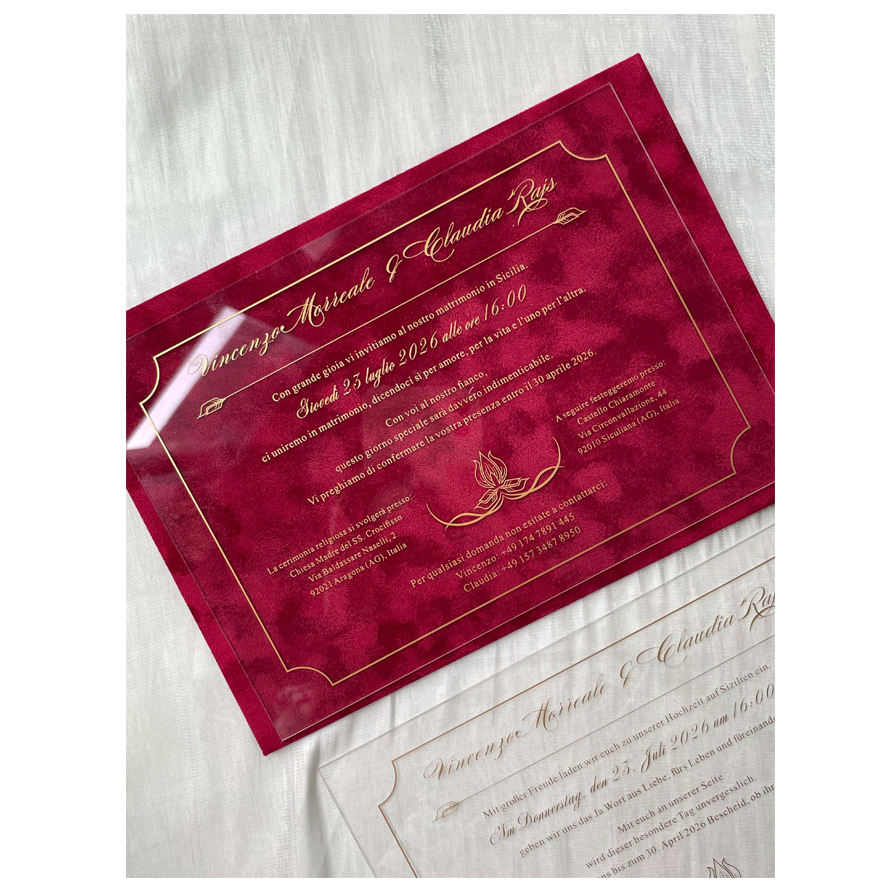 Vincenzo Morreale & Claudia Rajs
Con grande gioia vi invitiamo al nostro matrimonio in Sicilia.
Giovedì 23 luglio 2026 alle ore 16:00
ci uniremo in matrimonio, dicendoci sì per amore, per la vita e l'uno per l'altra.
Con voi al nostro fianco,
questo giorno speciale sarà davvero indimenticabile.
Vi preghiamo di confermare la vostra presenza entro il 30 aprile 2026.
La cerimonia religiosa si svolgerà presso:
Chiesa Madre del SS. Crocifisso
Via Baldassare Naselli, 2
92021 Aragona (AG), Italia
A seguire festeggeremo presso:
Castello Chiaramonte
Via Circonvallazione, 44
92010 Siculiana (AG), Italia
Per qualsiasi domanda non esitate a contattarci:
Vincenzo: +49 174 7891 445
Claudia: +49 157 3487 8950
Vincenzo Morreale & Claudia Raj
Mit großer Freude laden wir euch zu unserer Hochzeit auf Sizilien ein.
Am Donnerstag, den 23. Juli 2026 um 16:00
geben wir uns das Ja Wort aus Liebe, fürs Leben und füreinande
Mit euch an unserer Seite
wird dieser besondere Tag unvergesslich.
ns bis zum 30. April 2026 Bescheid, ob ihr